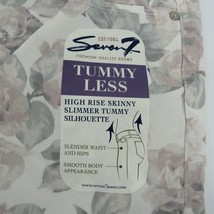 EST. 1964
Seven7
PREMIUM QUALITY DENIM
TUMMY
LESS
HIGH RISE SKINNY
SLIMMER TUMMY
SILHOUETTE
SLENDER WAIST
AND HIPS
SMOOTH BODY
APPEARANCE
www.seven7jeans.com